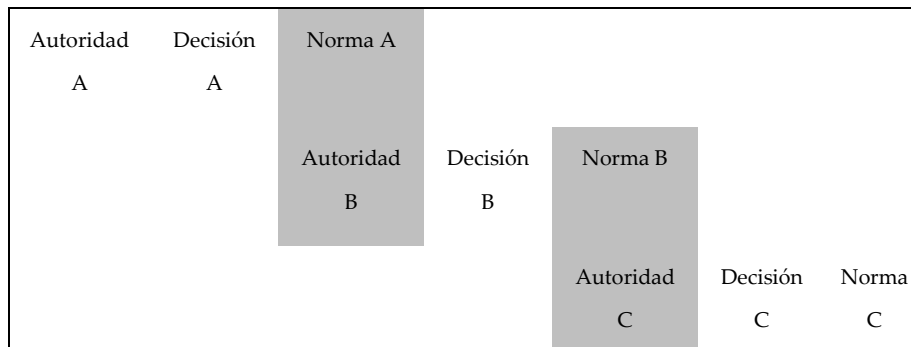 Autoridad Decisión Norma A
A A
Autoridad Decisión Norma B
B B
Autoridad Decisión Norma
C C C